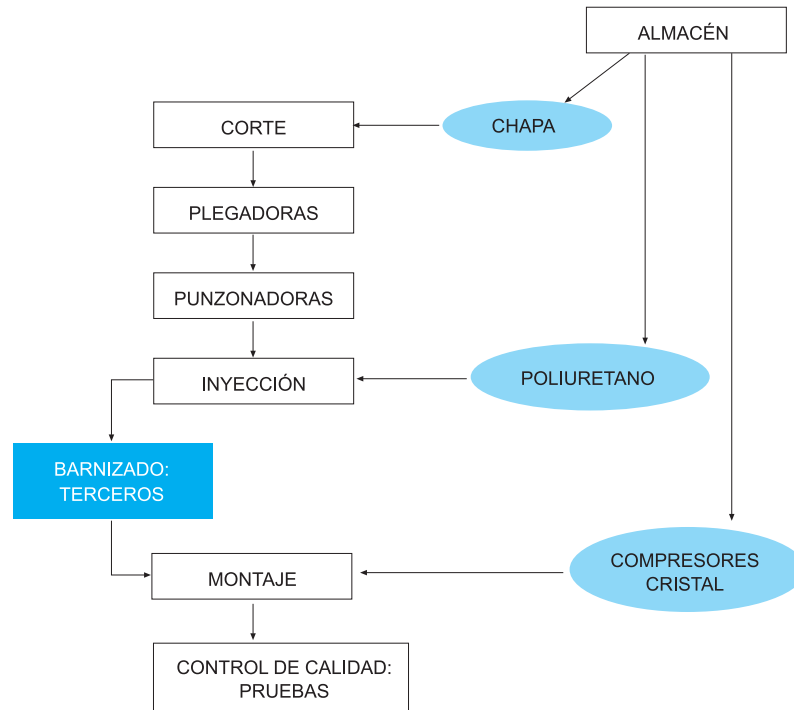 ALMACÉN
CHAPA
CORTE
PLEGADORAS
PUNZONADORAS
INYECCIÓN
POLIURETANO
BARNIZADO:
TERCEROS
COMPRESORES
CRISTAL
MONTAJE
CONTROL DE CALIDAD:
PRUEBAS